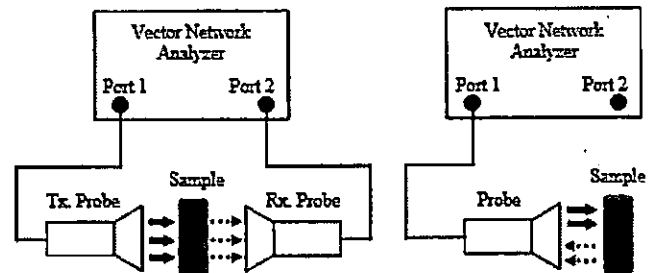 Vector Network
Analyzer
Port 1
Port 2
Tx. Probe
Sample
Rx. Probe
Vector Network
Analyzer
Port 1
Port 2
Probe
Sample